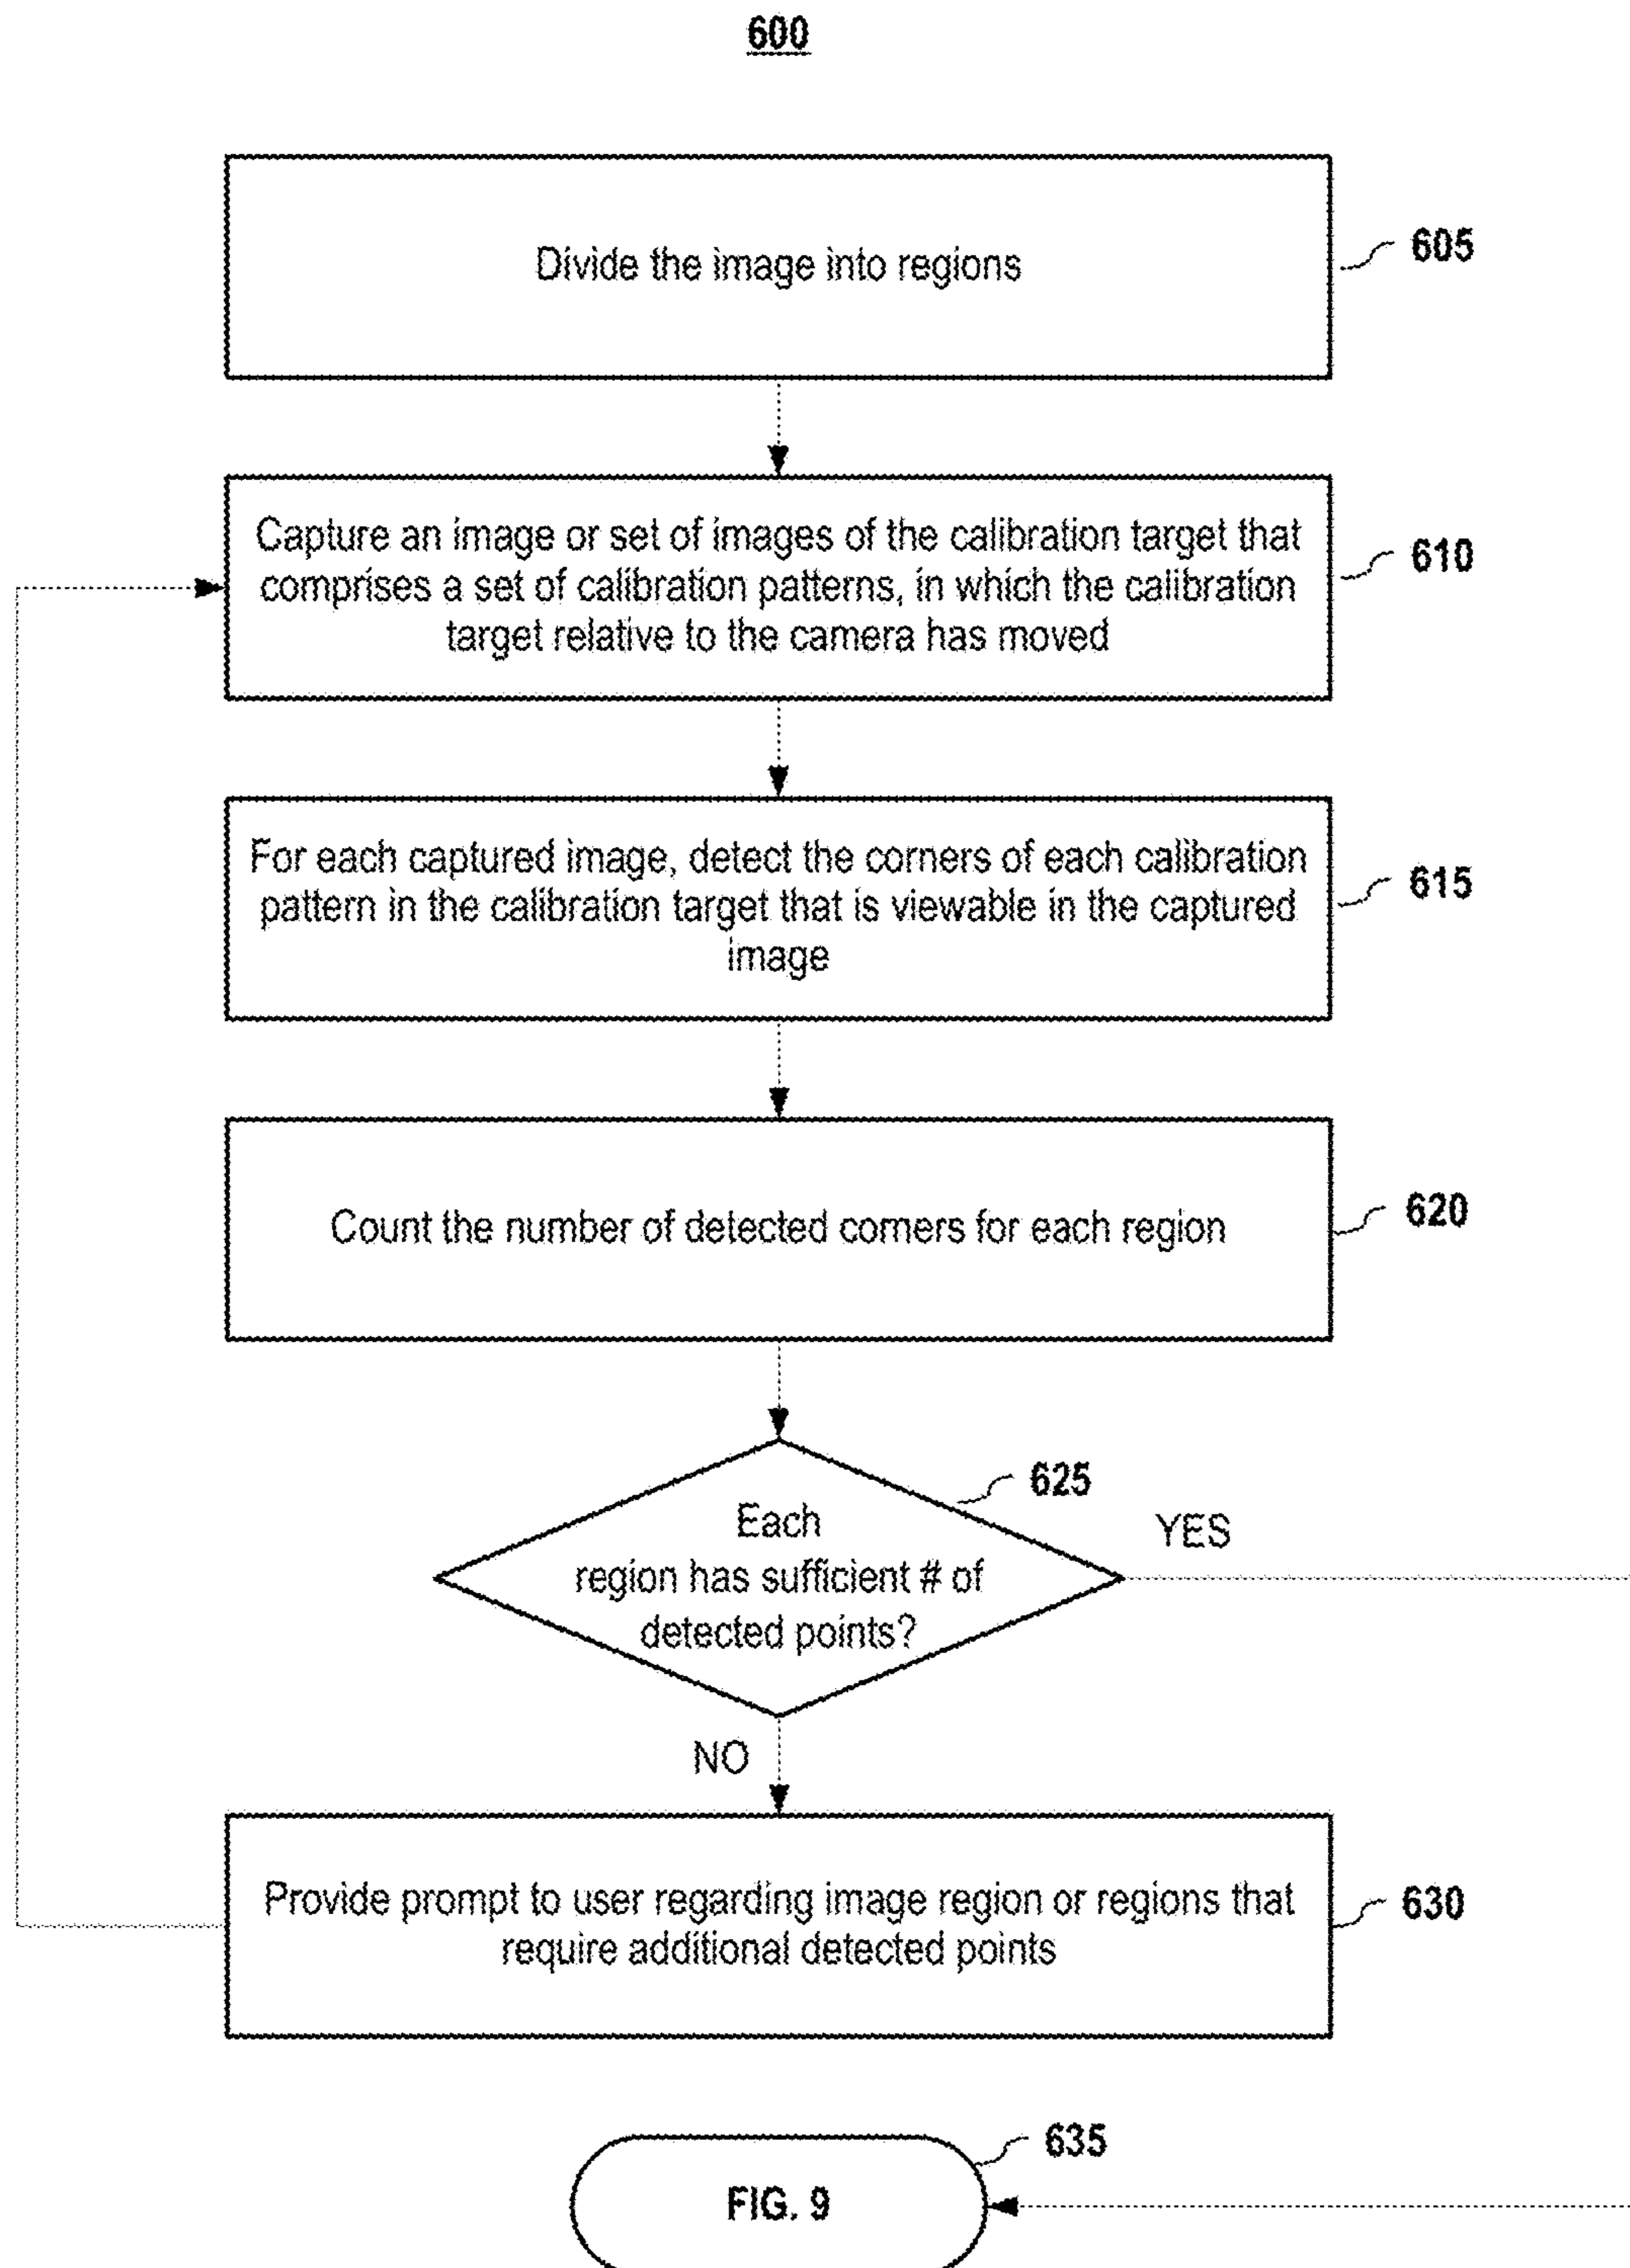 600
Divide the image into regions
605
Capture an image or set of images of the calibration target that
comprises a set of calibration patterns, in which the calibration
target relative to the camera has moved
610
For each captured image, detect the corners of each calibration
pattern in the calibration target that is viewable in the captured
image
615
Count the number of detected corners for each region
620
625
Each
region has sufficient # of
detected points?
YES
NO
Provide prompt to user regarding image region or regions that
require additional detected points
630
635
FIG. 9